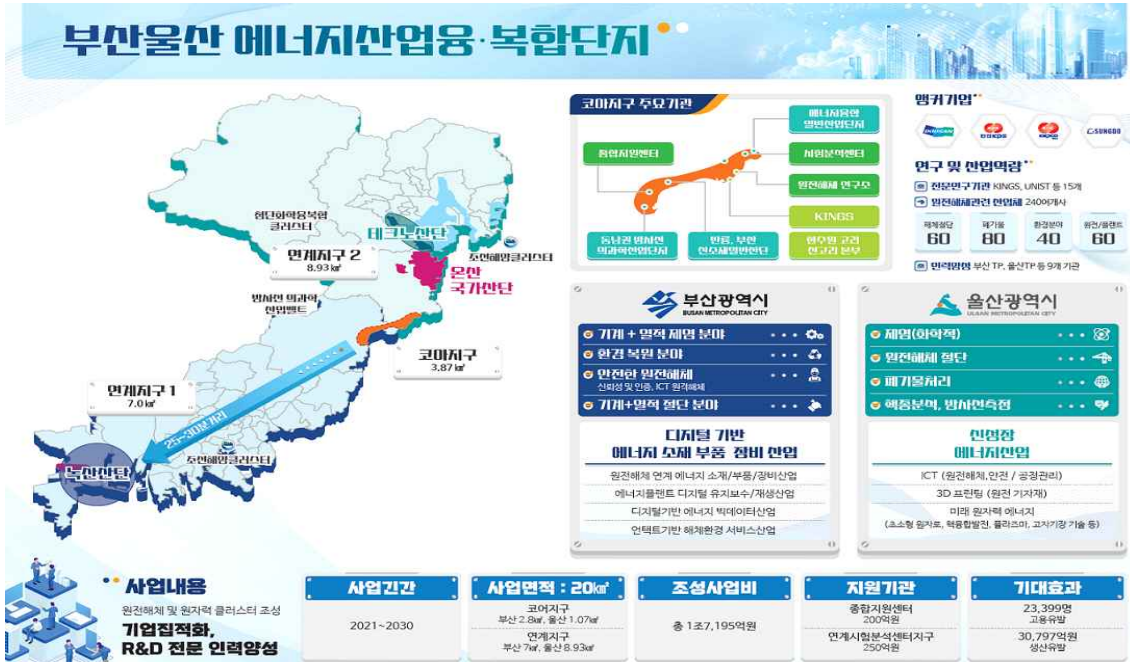 부산울산 에너지산업융·복합단지
첨단화학융복합
클러스터
테크노산단
연계지구 2
8.93㎢
조선해양클러스터
온산
국가산단
방사선 의과학
산업벨트
코어지구
3.87㎢
연계지구 1
7.0㎢
25~30분거리
녹산산단
조선해양클러스터
코어지구 주요기관
에너지융합
일반산업단지
종합지원센터
시험분석센터
원전해체 연구소
KINGS
동남권 방사선
의과학산업단지
반룡, 부산
신소재일반산단
한수원 고리
신고리 본부
앵커기업
SUNGDO
연구 및 산업역량
전문연구기관 KINGS, UNIST 등 15개
원전해체관련 산업체 240여개사
제계절단
60
폐기물
80
환경분야
40
원전/플랜트
60
인력양성 부산 TP, 울산TP 등 9개 기관
부산광역시
BUSAN METROPOLITAN CITY
기계 + 열적 제염 분야
환경 복원 분야
안전한 원전해체
신뢰성 및 인증, ICT 원격해체
기계+열적 절단 분야
디지털 기반
에너지 소재 부품 장비 산업
원전해체 연계 에너지 소재/부품/장비산업
에너지플랜트 디지털 유지보수/재생산업
디지털기반 에너지 빅데이터산업
언택트기반 해체환경 서비스산업
울산광역시
ULSAN METROPOLITAN CITY
제염(화학적)
원전해체 절단
폐기물처리
핵종분석, 방사선측정
신성장
에너지산업
ICT (원전해체,안전 / 공정관리)
3D 프린팅 (원전 기자재)
미래 원자력 에너지
(초소형 원자로, 핵융합발전, 플라즈마, 고자기장 기술 등)
사업내용
원전해체 및 원자력 클러스터 조성
기업집적화,
R&D 전문 인력양성
사업기간
2021~2030
사업면적 : 20㎢
코어지구
부산 2.8㎢, 울산 1.07㎢
연계지구
부산 7㎢, 울산 8.93㎢
조성사업비
총 1조7,195억원
지원기관
종합지원센터
200억원
연계시험분석센터지구
250억원
기대효과
23,399명
고용유발
30,797억원
생산유발